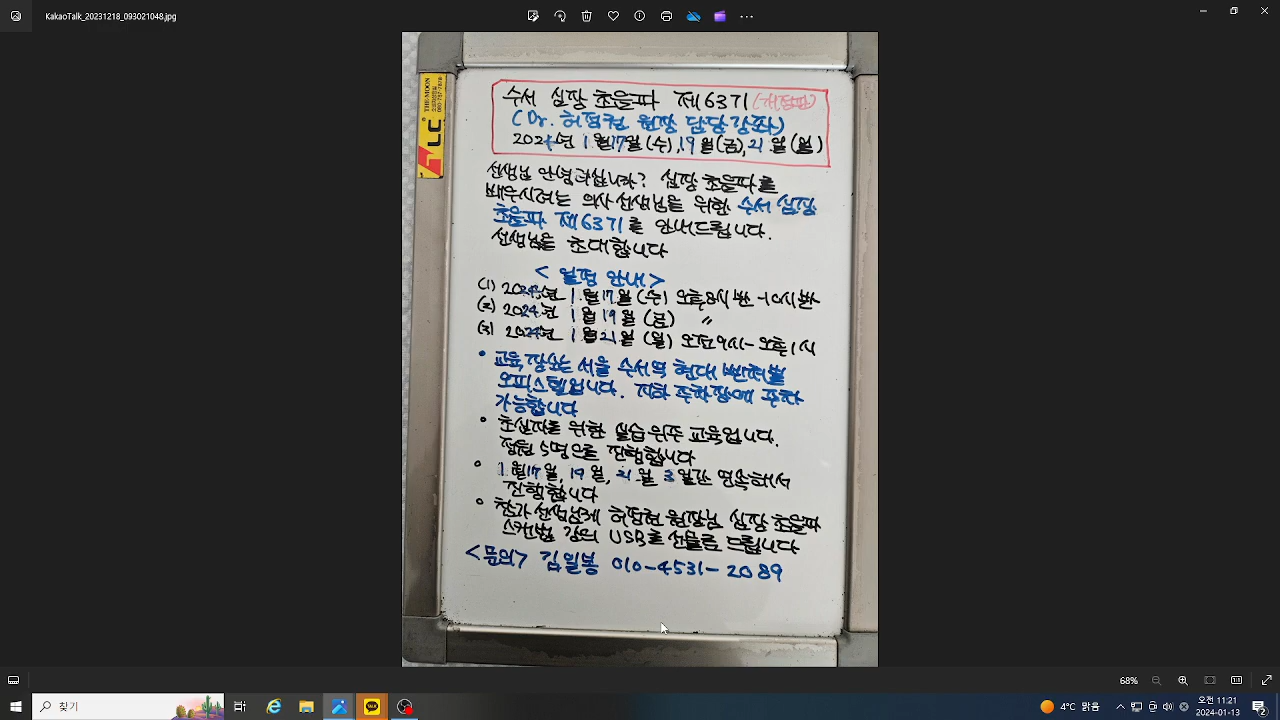 KakaoTalk_20231218_093021048.jpg
THE MOON
LC
수서 심장 초음파 제637기 (개정판)
(Dr. 허정권 원장 담당 강좌)
2024년 1월17일(수), 19일(금), 21일(일)
선생님 안녕하십니까? 심장 초음파를
배우시려는 의사 선생님을 위한 수서 심장
초음파 제637기를 안내드립니다.
선생님을 초대합니다
< 일정 안내 >
(1) 2024년 1월17일 (수) 오후8시반-10시반
(2) 2024년 1월19일 (금) 〃
(3) 2024년 1월21일 (일) 오전9시-오후1시
• 교육 장소는 서울 수서역 현대 벤처빌
오피스텔입니다. 지하 주차장에 주차
가능합니다
• 초심자를 위한 실습위주 교육입니다.
정원 5명으로 진행합니다
• 1월17일, 19일, 21일 3일간 연속해서
진행합니다
• 참가 선생님께 허정권 원장님 심장 초음파
스캔법 강의 USB를 선물로 드립니다
<문의> 김일봉 010-4531-2089
68%
찾기
오전 11:21
2024-01-01